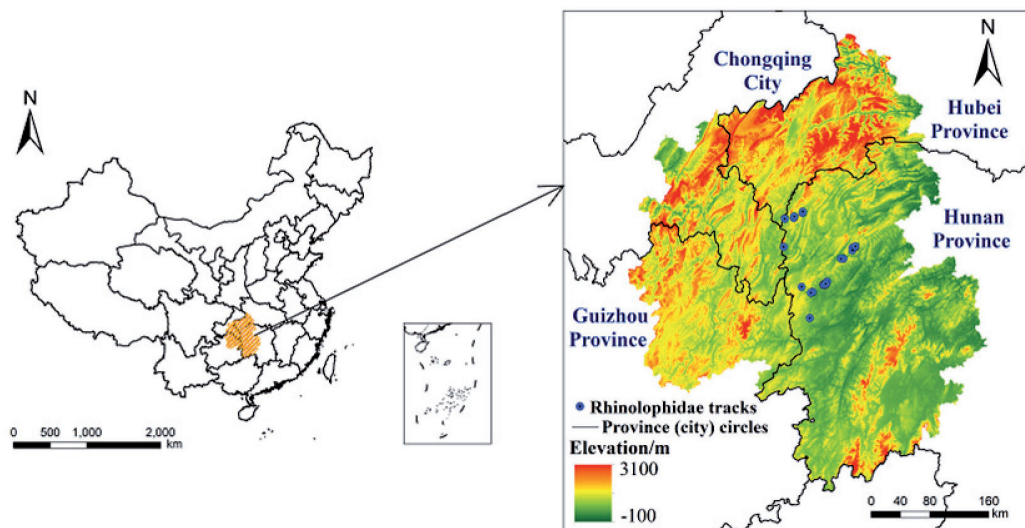 N
0 500 1,000 2,000
km
N
Chongqing
City
Hubei
Province
Hunan
Province
Guizhou
Province
Rhinolophidae tracks
Province (city) circles
Elevation/m
3100
-100
0 40 80 160
km